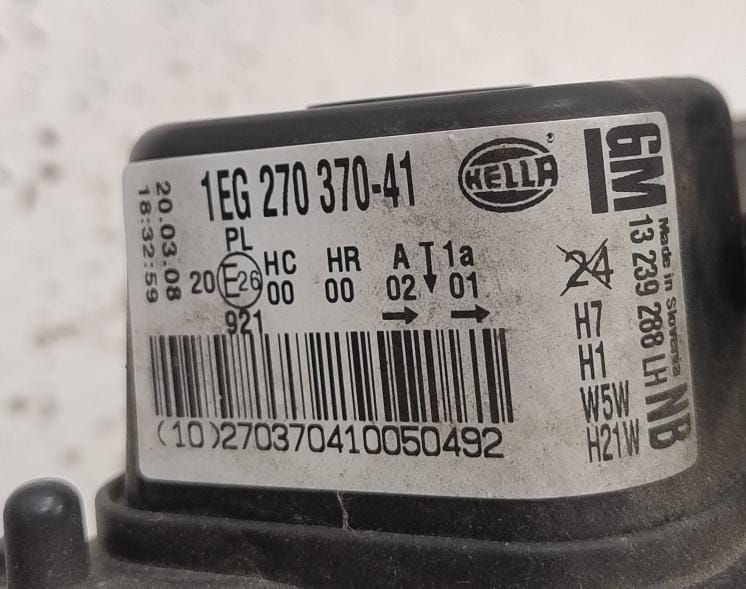 20.03.08
18:32:59
1EG 270 370-41
HELLA
PL
20 E26 HC HR A 1a
00 00 02 01
921
(10)270370410050492
24
H7
H1
W5W
H21W
GM
13 239 288 LH NB
Made in Slovenia